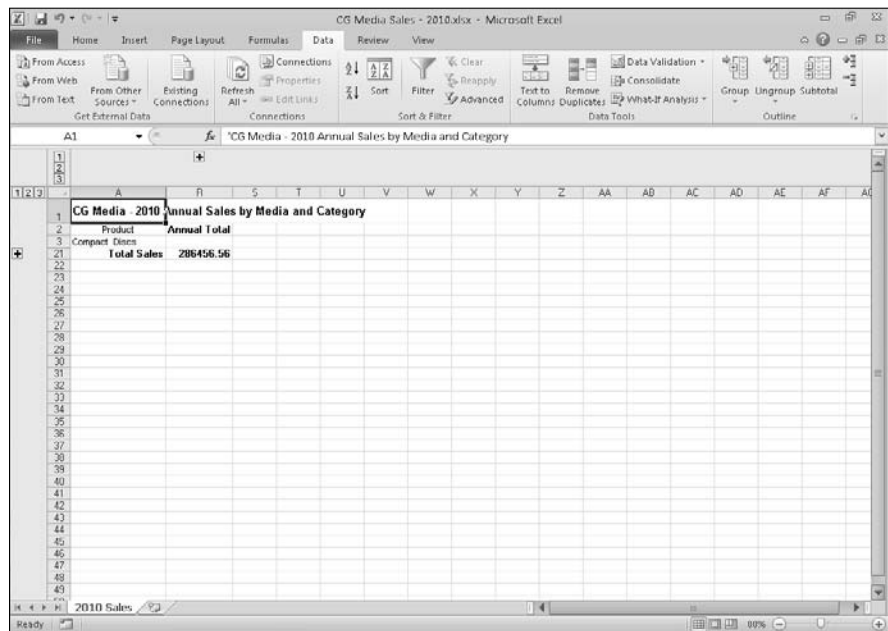 CG Media Sales - 2010.xlsx - Microsoft Excel
File Home Insert Page Layout Formulas Data Review View
From Access
From Web
From Text
From Other Sources
Existing Connections
Get External Data
Refresh All
Connections
Properties
Edit Links
Connections
Sort
Filter
Clear
Reapply
Advanced
Sort & Filter
Text to Columns
Remove Duplicates
Data Validation
Consolidate
What-If Analysis
Data Tools
Group
Ungroup
Subtotal
Outline
A1 fx 'CG Media - 2010 Annual Sales by Media and Category
1
2
3
1 2 3 A R S T U V W X Y Z AA AB AC AD AE AF AG
1 CG Media - 2010 Annual Sales by Media and Category
2 Product Annual Total
3 Compact Discs
21 Total Sales 286456.56
22
23
24
25
26
27
28
29
30
31
32
33
34
35
36
37
38
39
40
41
42
43
44
45
46
47
48
49
2010 Sales
Ready 80%